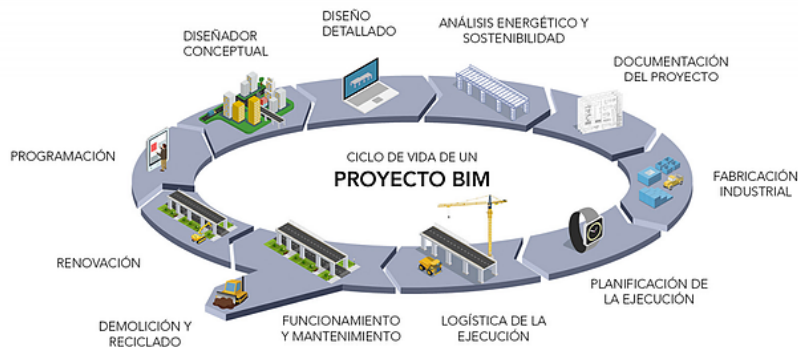 CICLO DE VIDA DE UN
PROYECTO BIM
PROGRAMACIÓN
DISEÑADOR
CONCEPTUAL
DISEÑO
DETALLADO
ANÁLISIS ENERGÉTICO Y
SOSTENIBILIDAD
DOCUMENTACIÓN
DEL PROYECTO
FABRICACIÓN
INDUSTRIAL
PLANIFICACIÓN DE
LA EJECUCIÓN
LOGÍSTICA DE LA
EJECUCIÓN
FUNCIONAMIENTO
Y MANTENIMIENTO
DEMOLICIÓN Y
RECICLADO
RENOVACIÓN